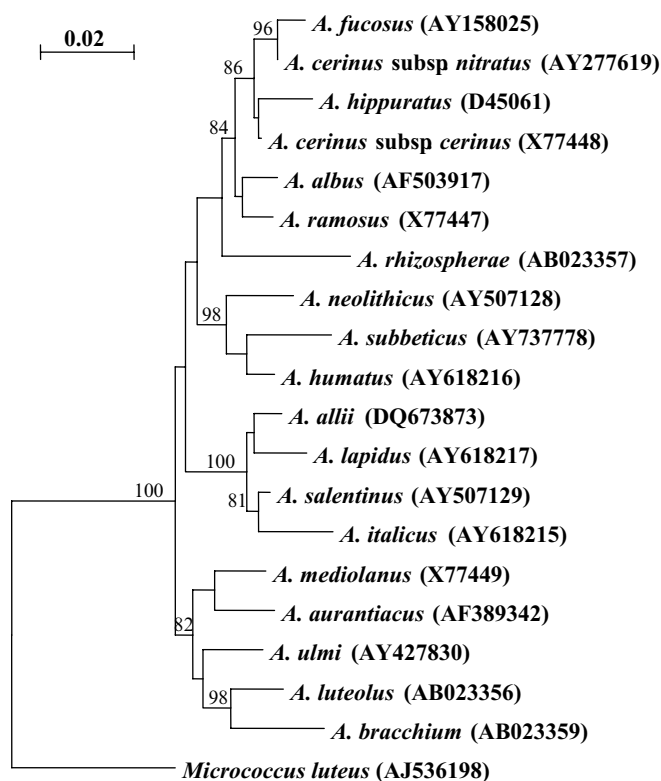 96
A. fucosus (AY158025)
0.02
A. cerinus subsp nitratus (AY277619)
86
A. hippuratus (D45061)
84
A. cerinus subsp cerinus (X77448)
A. albus (AF503917)
A. ramosus (X77447)
A. rhizospherae (AB023357)
A. neolithicus (AY507128)
98
A. subbeticus (AY737778)
A. humatus (AY618216)
A. allii (DQ673873)
100
A. lapidus (AY618217)
A. salentinus (AY507129)
81
100
A. italicus (AY618215)
A. mediolanus (X77449)
A. aurantiacus (AF389342)
82
A. ulmi (AY427830)
98
A. luteolus (AB023356)
A. bracchium (AB023359)
Micrococcus luteus (AJ536198)